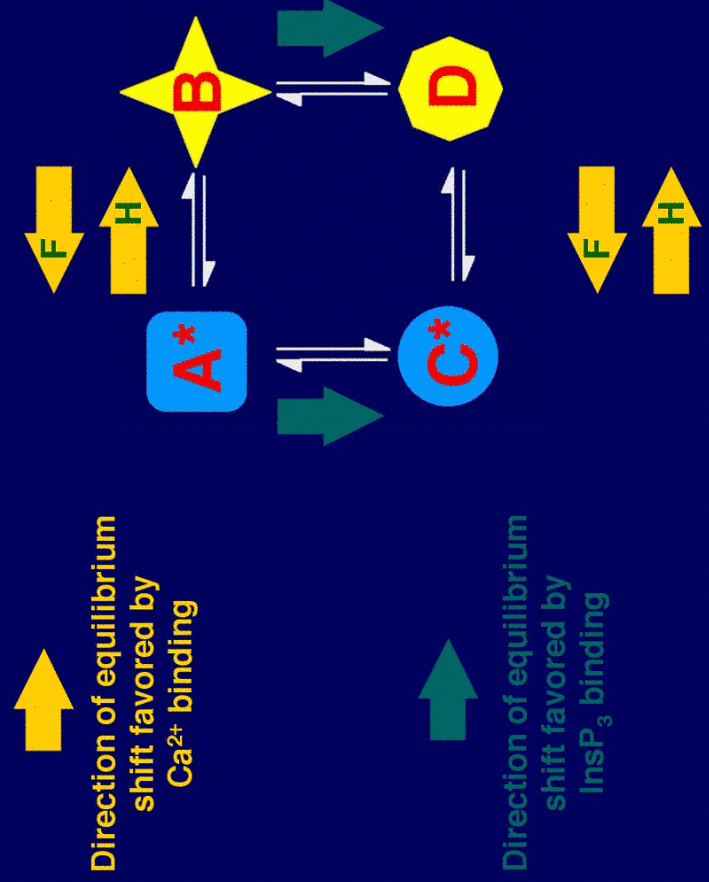 Direction of equilibrium
shift favored by
Ca²⁺ binding
Direction of equilibrium
shift favored by
InsP₃ binding
F
H
A*
B
C*
D
F
H